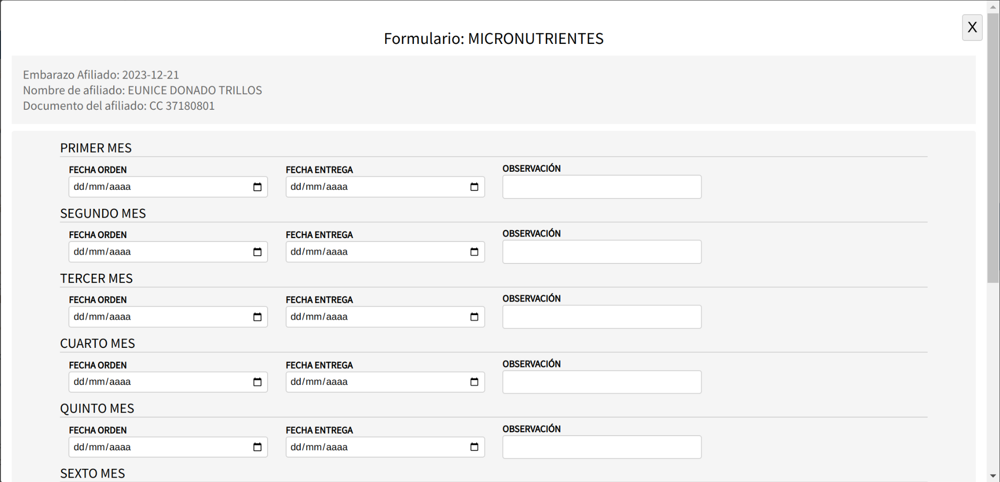 X
Formulario: MICRONUTRIENTES
Embarazo Afiliado: 2023-12-21
Nombre de afiliado: EUNICE DONADO TRILLOS
Documento del afiliado: CC 37180801
PRIMER MES
FECHA ORDEN FECHA ENTREGA OBSERVACIÓN
dd/mm/aaaa dd/mm/aaaa
SEGUNDO MES
FECHA ORDEN FECHA ENTREGA OBSERVACIÓN
dd/mm/aaaa dd/mm/aaaa
TERCER MES
FECHA ORDEN FECHA ENTREGA OBSERVACIÓN
dd/mm/aaaa dd/mm/aaaa
CUARTO MES
FECHA ORDEN FECHA ENTREGA OBSERVACIÓN
dd/mm/aaaa dd/mm/aaaa
QUINTO MES
FECHA ORDEN FECHA ENTREGA OBSERVACIÓN
dd/mm/aaaa dd/mm/aaaa
SEXTO MES